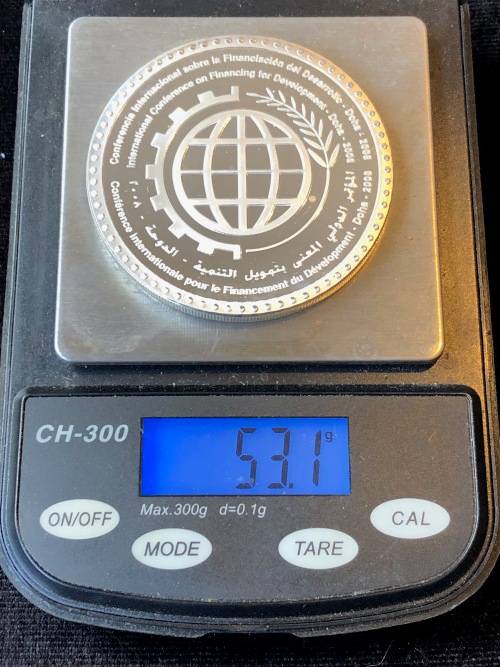 Conferencia Internacional sobre la Financiación del Desarrollo - Doha - 2008
International Conference on Financing for Development - Doha - 2008
المؤتمر الدولي المعني بتمويل التنمية - الدوحة - ٢٠٠٨
Conférence Internationale pour le Financement du Développement - Doha - 2008
CH-300
53.1 g
Max.300g d=0.1g
ON/OFF
MODE
TARE
CAL